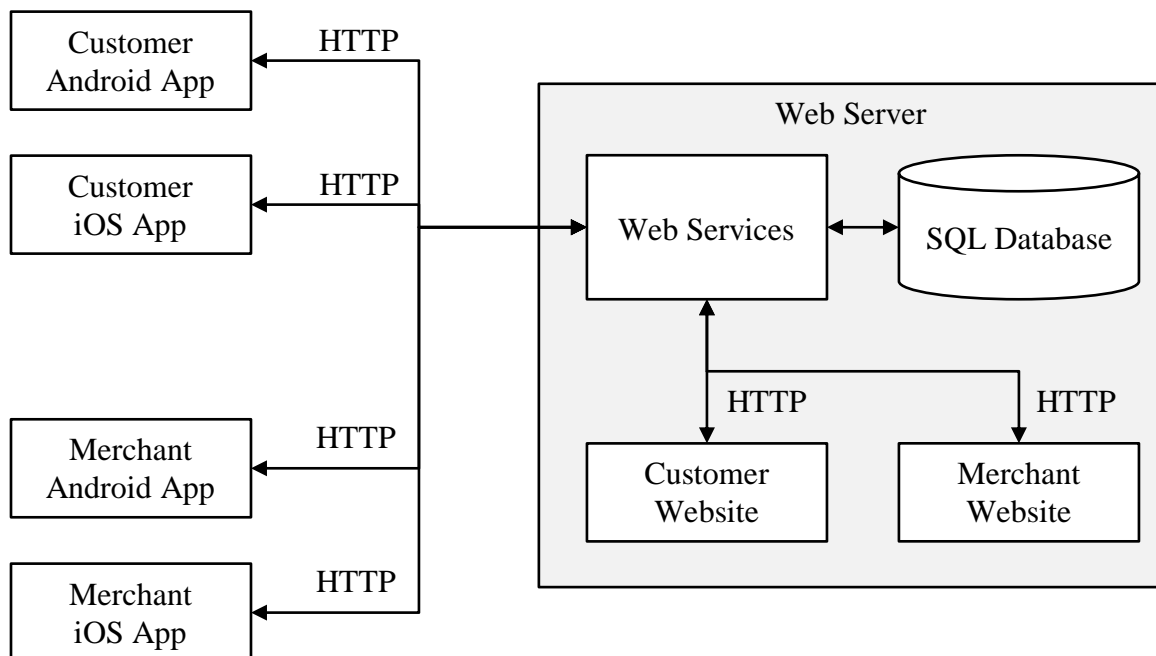 Customer
Android App
HTTP
Customer
iOS App
HTTP
Merchant
Android App
HTTP
Merchant
iOS App
HTTP
Web Server
Web Services
SQL Database
HTTP
HTTP
Customer
Website
Merchant
Website